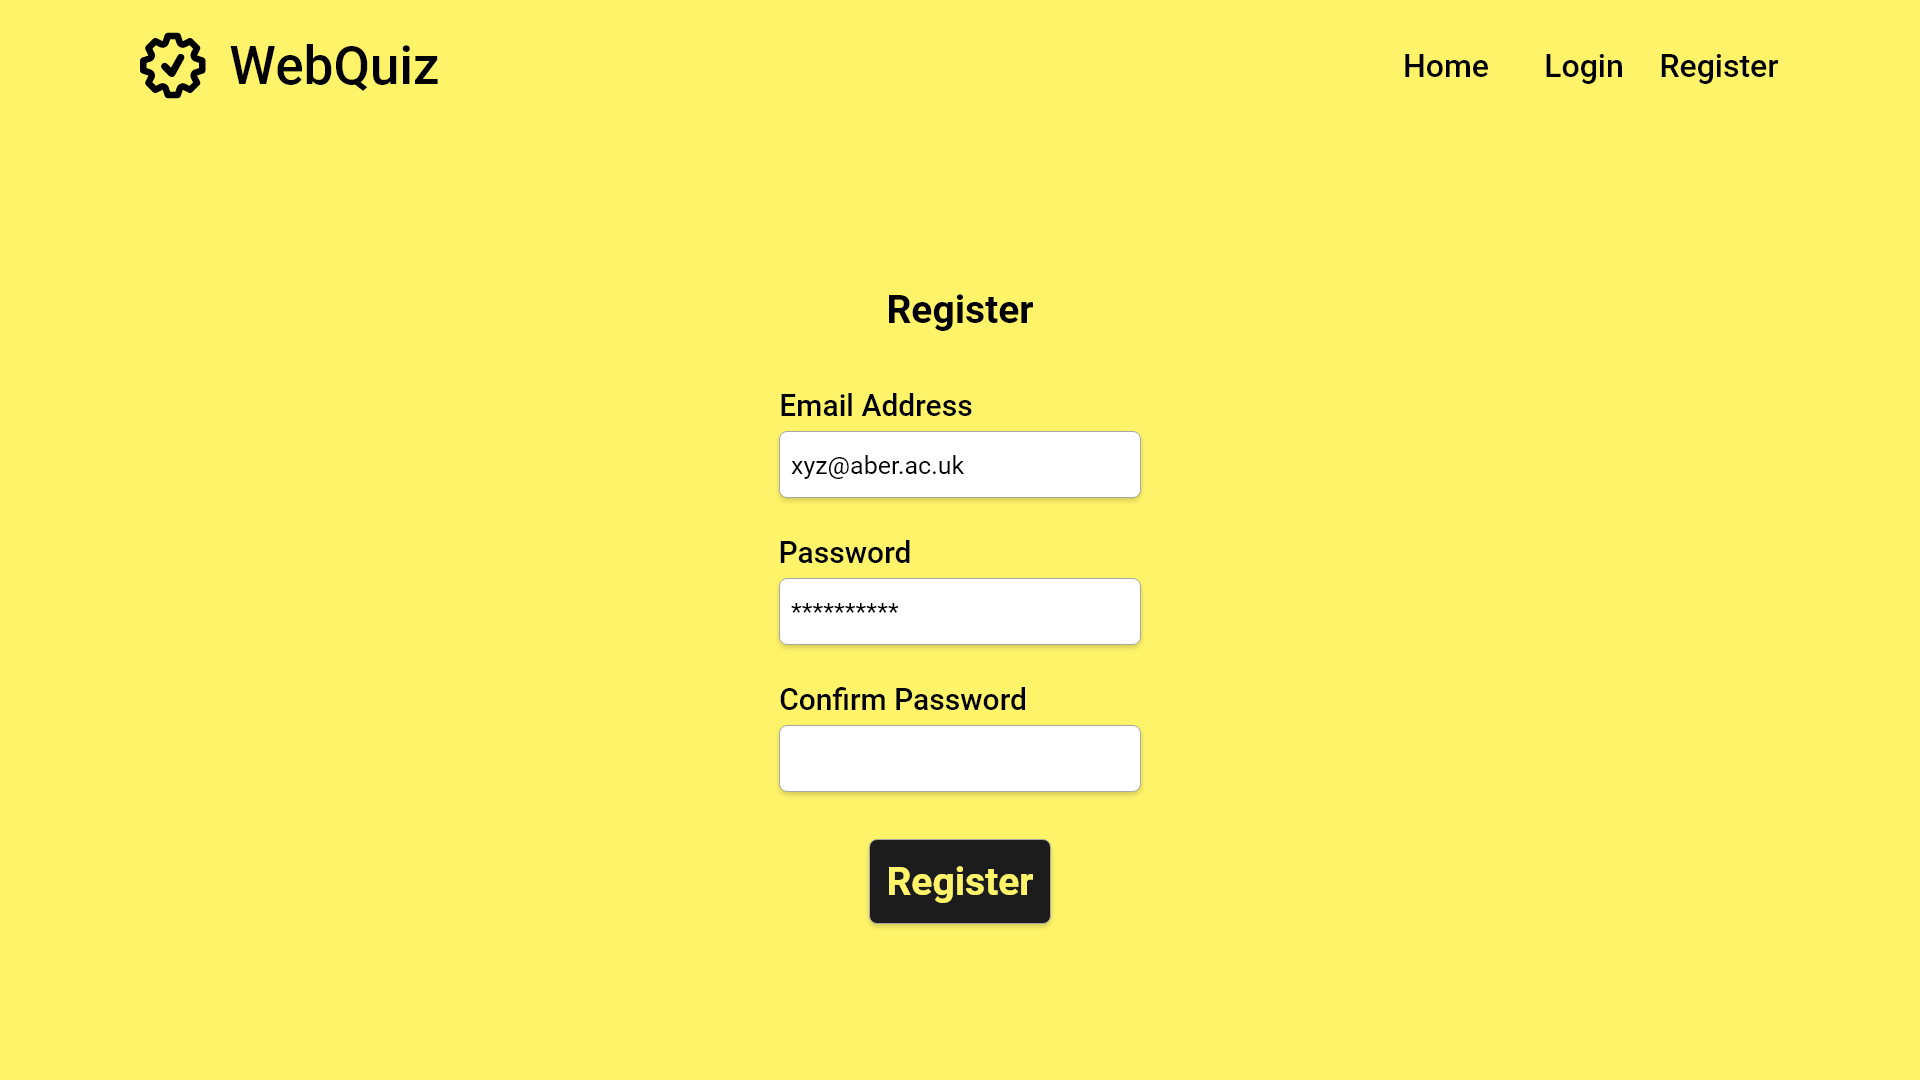 WebQuiz
Home Login Register
Register
Email Address
xyz@aber.ac.uk
Password
**********
Confirm Password
Register